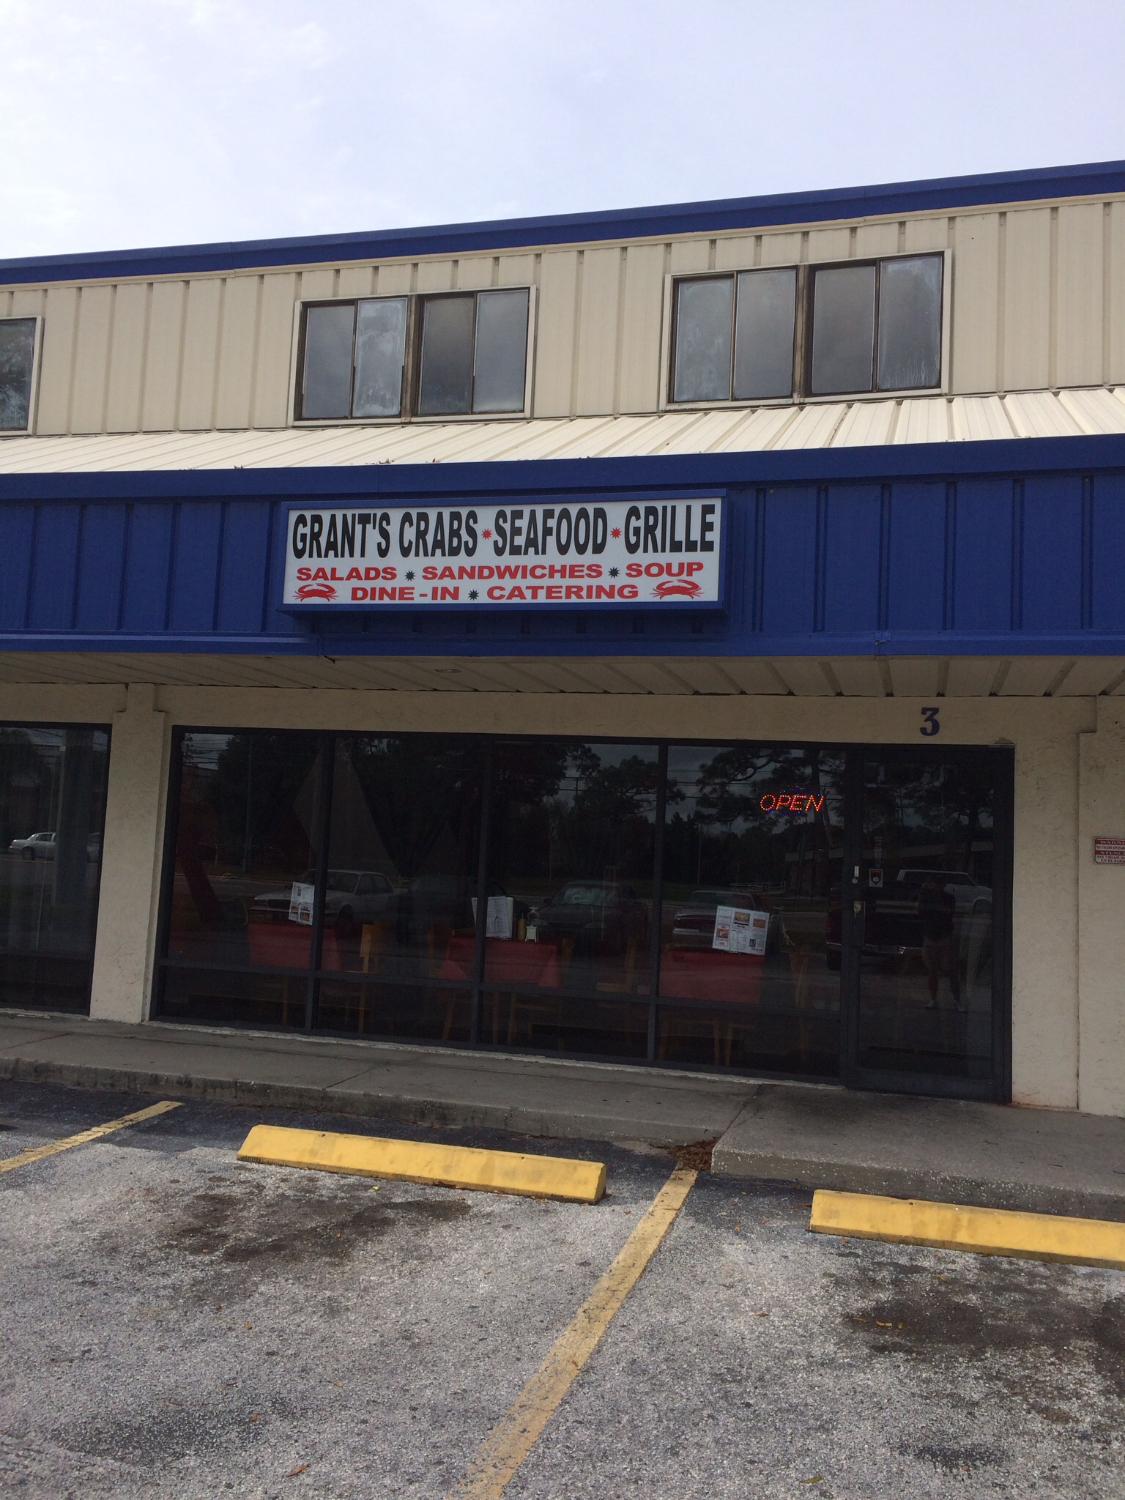 GRANT'S CRABS * SEAFOOD * GRILLE
SALADS * SANDWICHES * SOUP
DINE-IN * CATERING
3
OPEN